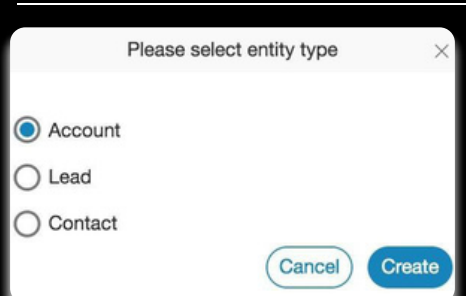 Please select entity type
Account
Lead
Contact
Cancel Create